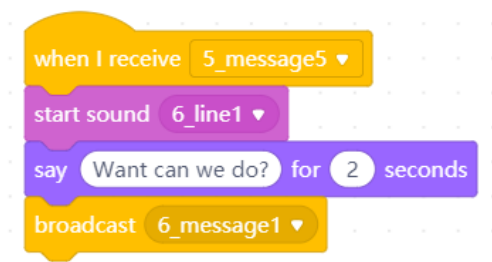 when I receive 5_message5
start sound 6_line1
say Want can we do? for 2 seconds
broadcast 6_message1